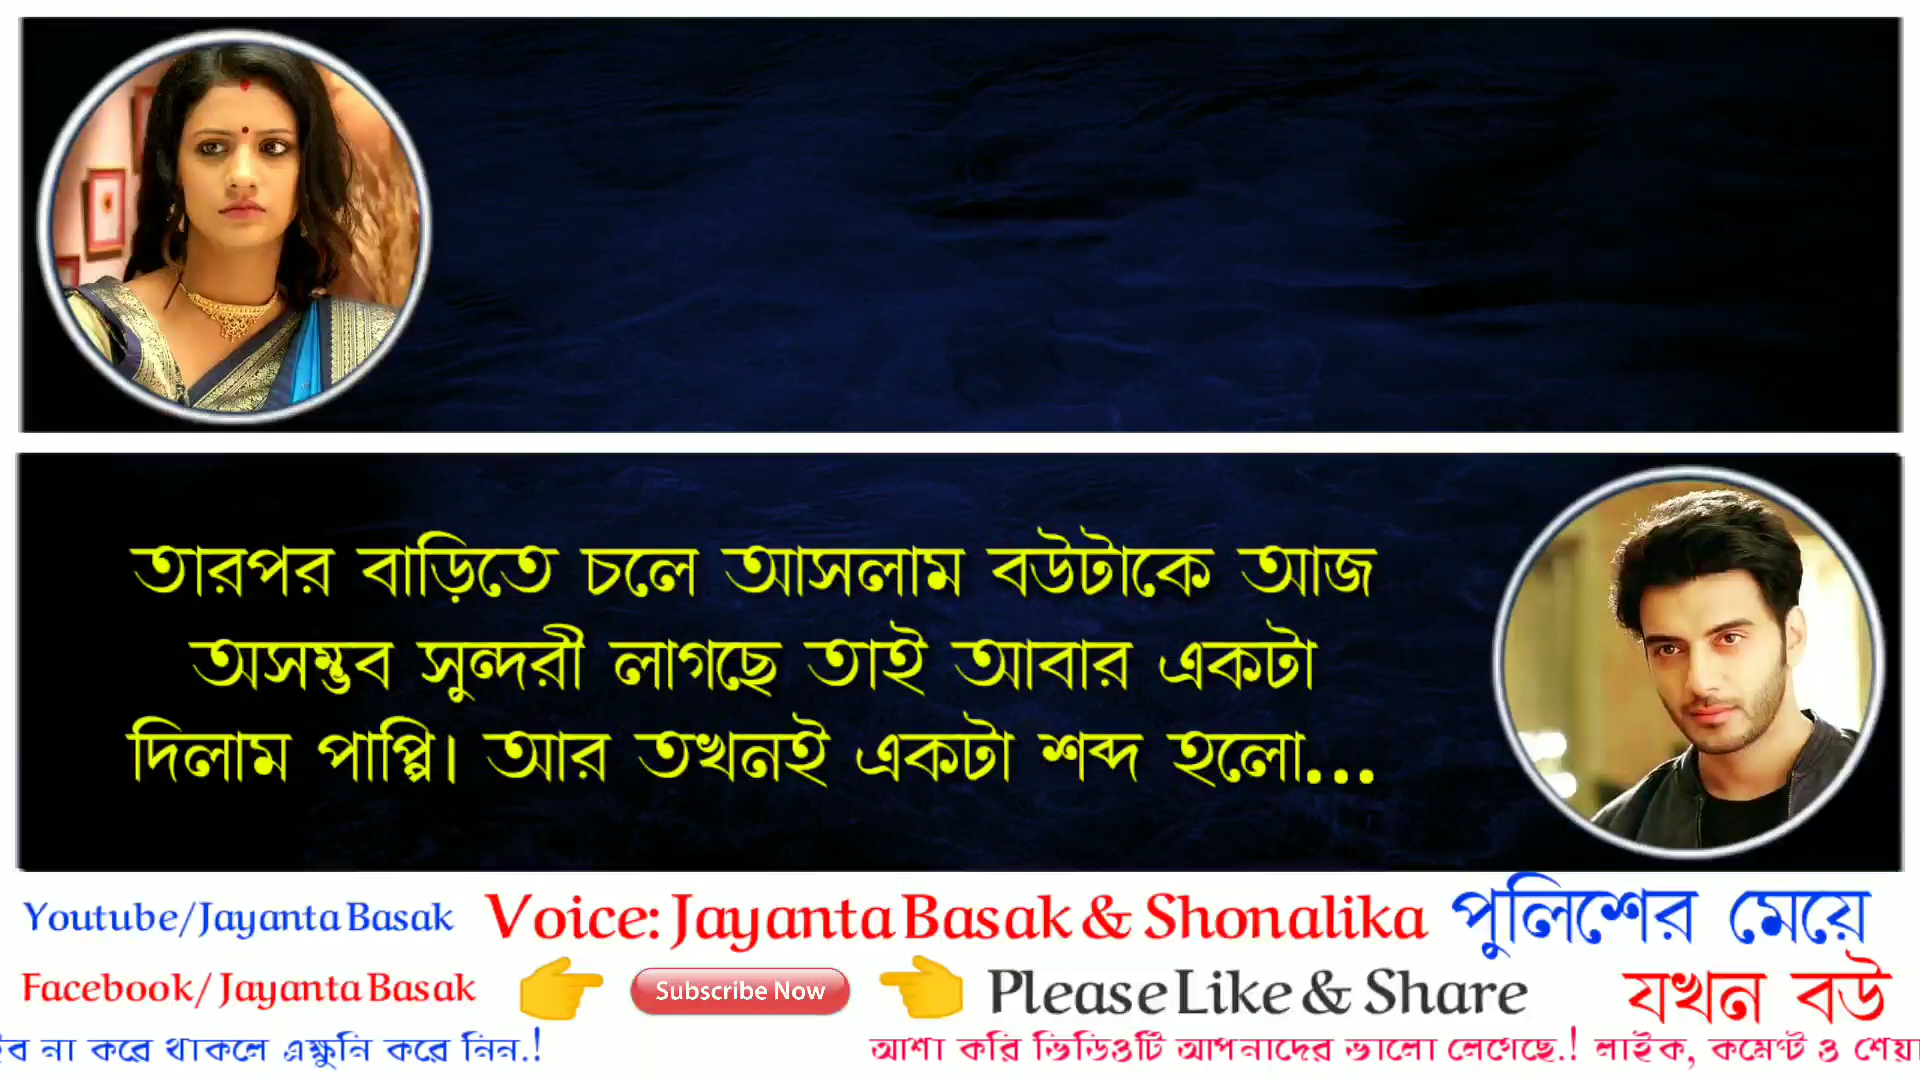 তারপর বাড়িতে চলে আসলাম বউটাকে আজ
অসম্ভব সুন্দরী লাগছে তাই আবার একটা
দিলাম পাপ্পি। আর তখনই একটা শব্দ হলো...
Youtube/Jayanta Basak
Voice: Jayanta Basak & Shonalika
পুলিশের মেয়ে
Facebook/ Jayanta Basak
Subscribe Now
Please Like & Share
যখন বউ
না করে থাকলে এক্ষুনি করে নিন.!
আশা করি ভিডিওটি আপনাদের ভালো লেগেছে.! লাইক, কমেন্ট ও